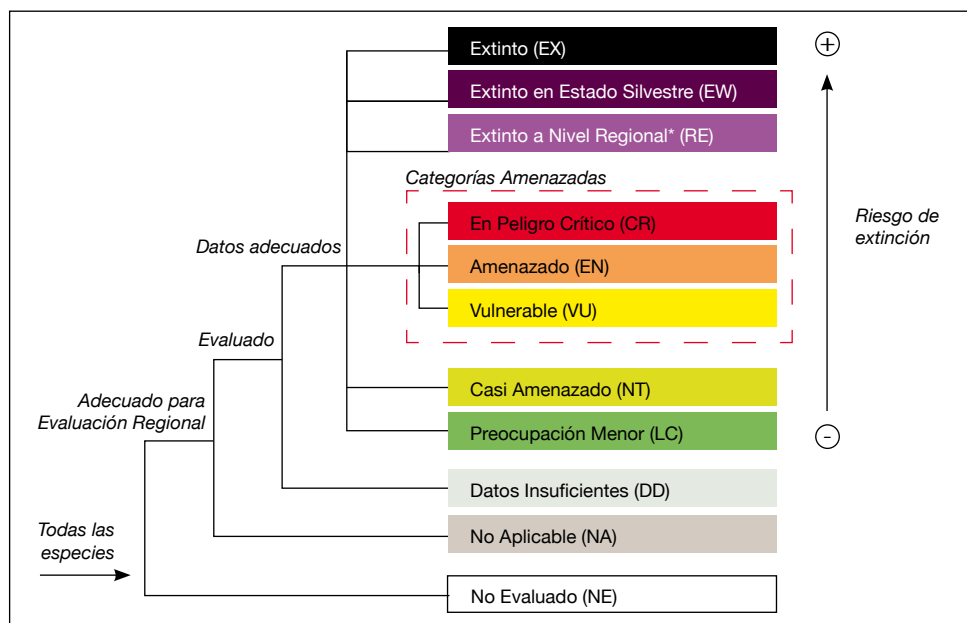 Extinto (EX)
+
Extinto en Estado Silvestre (EW)
Extinto a Nivel Regional* (RE)
Categorías Amenazadas
En Peligro Crítico (CR)
Riesgo de
extinción
Datos adecuados
Amenazado (EN)
Vulnerable (VU)
Evaluado
Casi Amenazado (NT)
Adecuado para
Evaluación Regional
Preocupación Menor (LC)
-
Datos Insuficientes (DD)
No Aplicable (NA)
Todas las
especies
No Evaluado (NE)